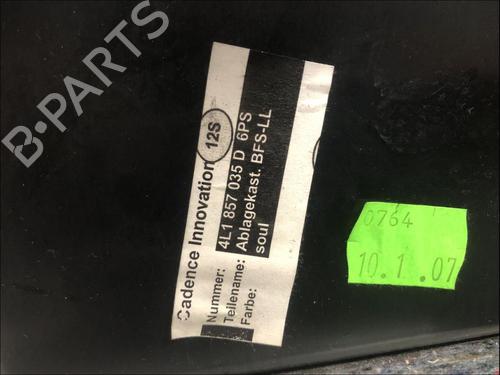 Cadence Innovation 12S
Nummer: 4L1 857 035 D 6PS
Teilename: Ablagekast. BFS-LL
Farbe: soul
0764
10.1.07
B-PARTS